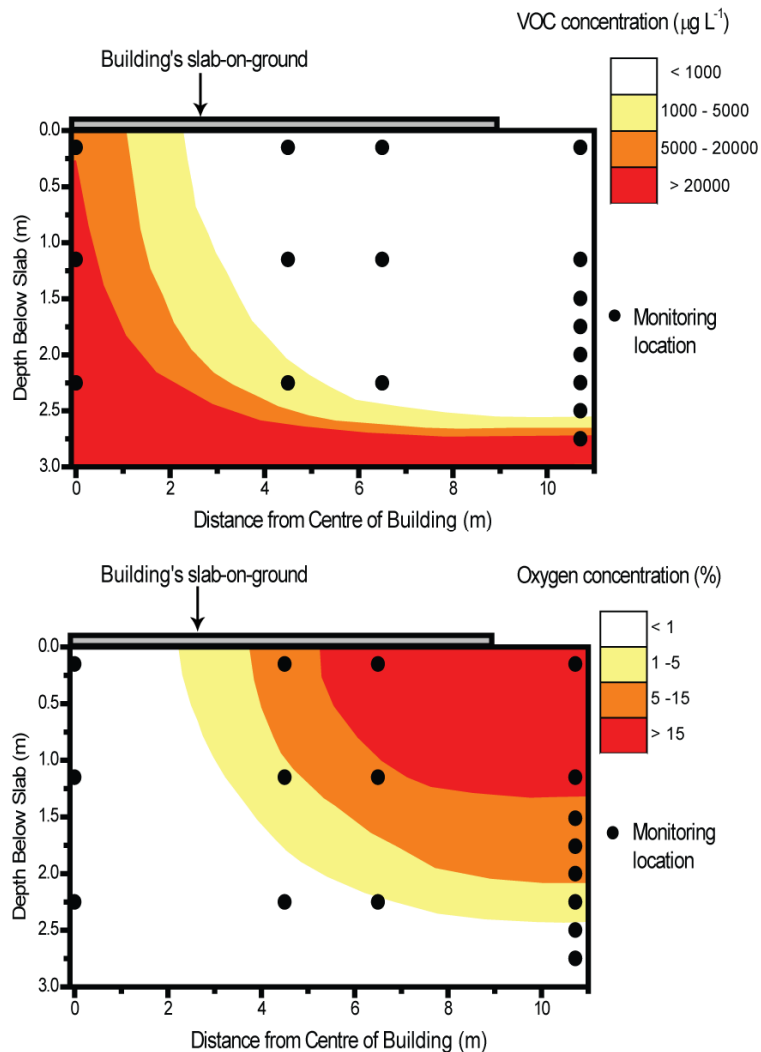 VOC concentration (μg L⁻¹)
Building's slab-on-ground
< 1000
1000 - 5000
5000 - 20000
> 20000
0.0
0.5
1.0
1.5
2.0
2.5
3.0
Depth Below Slab (m)
Monitoring
location
0 2 4 6 8 10
Distance from Centre of Building (m)
Building's slab-on-ground
Oxygen concentration (%)
< 1
1 -5
5 -15
> 15
0.0
0.5
1.0
1.5
2.0
2.5
3.0
Depth Below Slab (m)
Monitoring
location
0 2 4 6 8 10
Distance from Centre of Building (m)